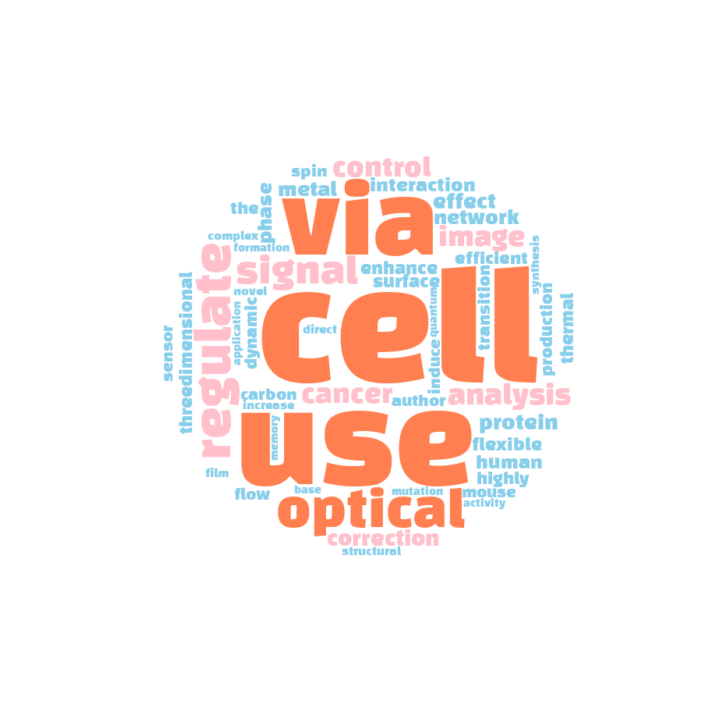 control
spin
interaction
metal
via
effect
the
phase
network
complex
image
formation
regulate
signal
efficient
synthesis
enhance
surface
cell
transition
novel
quantum
threedimensional
production
thermal
dynamic
application
direct
sensor
induce
cancer
analysis
carbon
author
increase
use
memory
protein
flexible
human
film
highly
flow
base
optical
mutation
mouse
activity
correction
structural